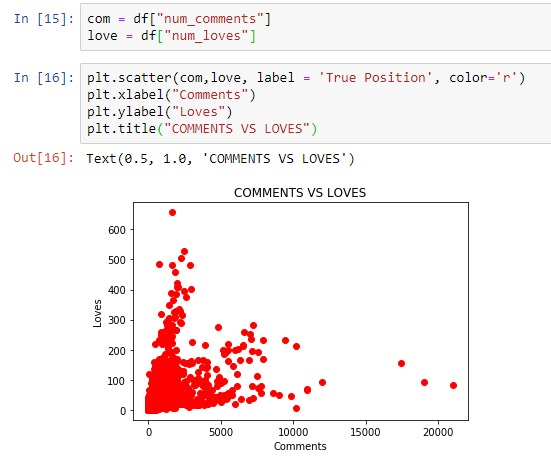 In [15]: com = df["num_comments"]
love = df["num_loves"]
In [16]: plt.scatter(com,love, label = 'True Position', color='r')
plt.xlabel("Comments")
plt.ylabel("Loves")
plt.title("COMMENTS VS LOVES")
Out[16]: Text(0.5, 1.0, 'COMMENTS VS LOVES')
COMMENTS VS LOVES
600
500
400
300
200
100
0
Loves
0 5000 10000 15000 20000
Comments